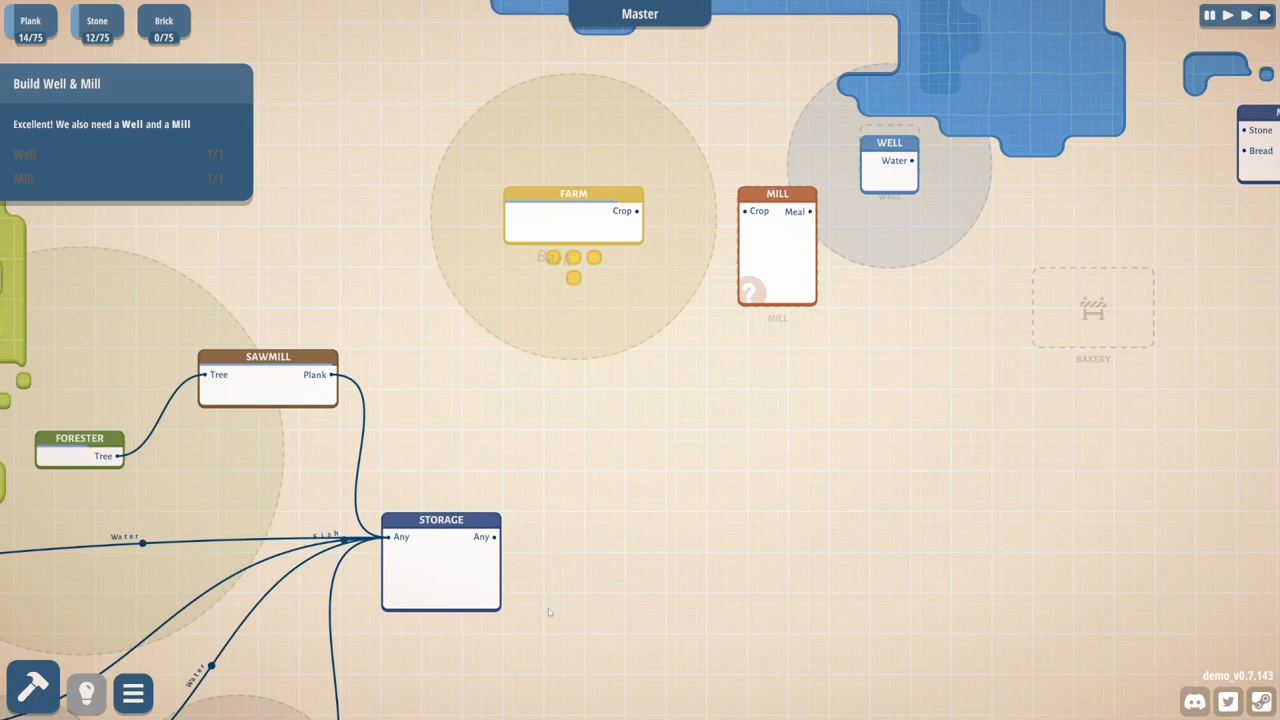 Plank
14/75
Stone
12/75
Brick
0/75
Master
Build Well & Mill
Excellent! We also need a Well and a Mill
Well 1/1
Mill 1/1
FARM
Crop
MILL
Crop Meal
MILL
WELL
Water
WELL
Stone
Bread
BAKERY
SAWMILL
Tree Plank
FORESTER
Tree
Water
Fish
STORAGE
Any Any
Water
demo_v0.7.143